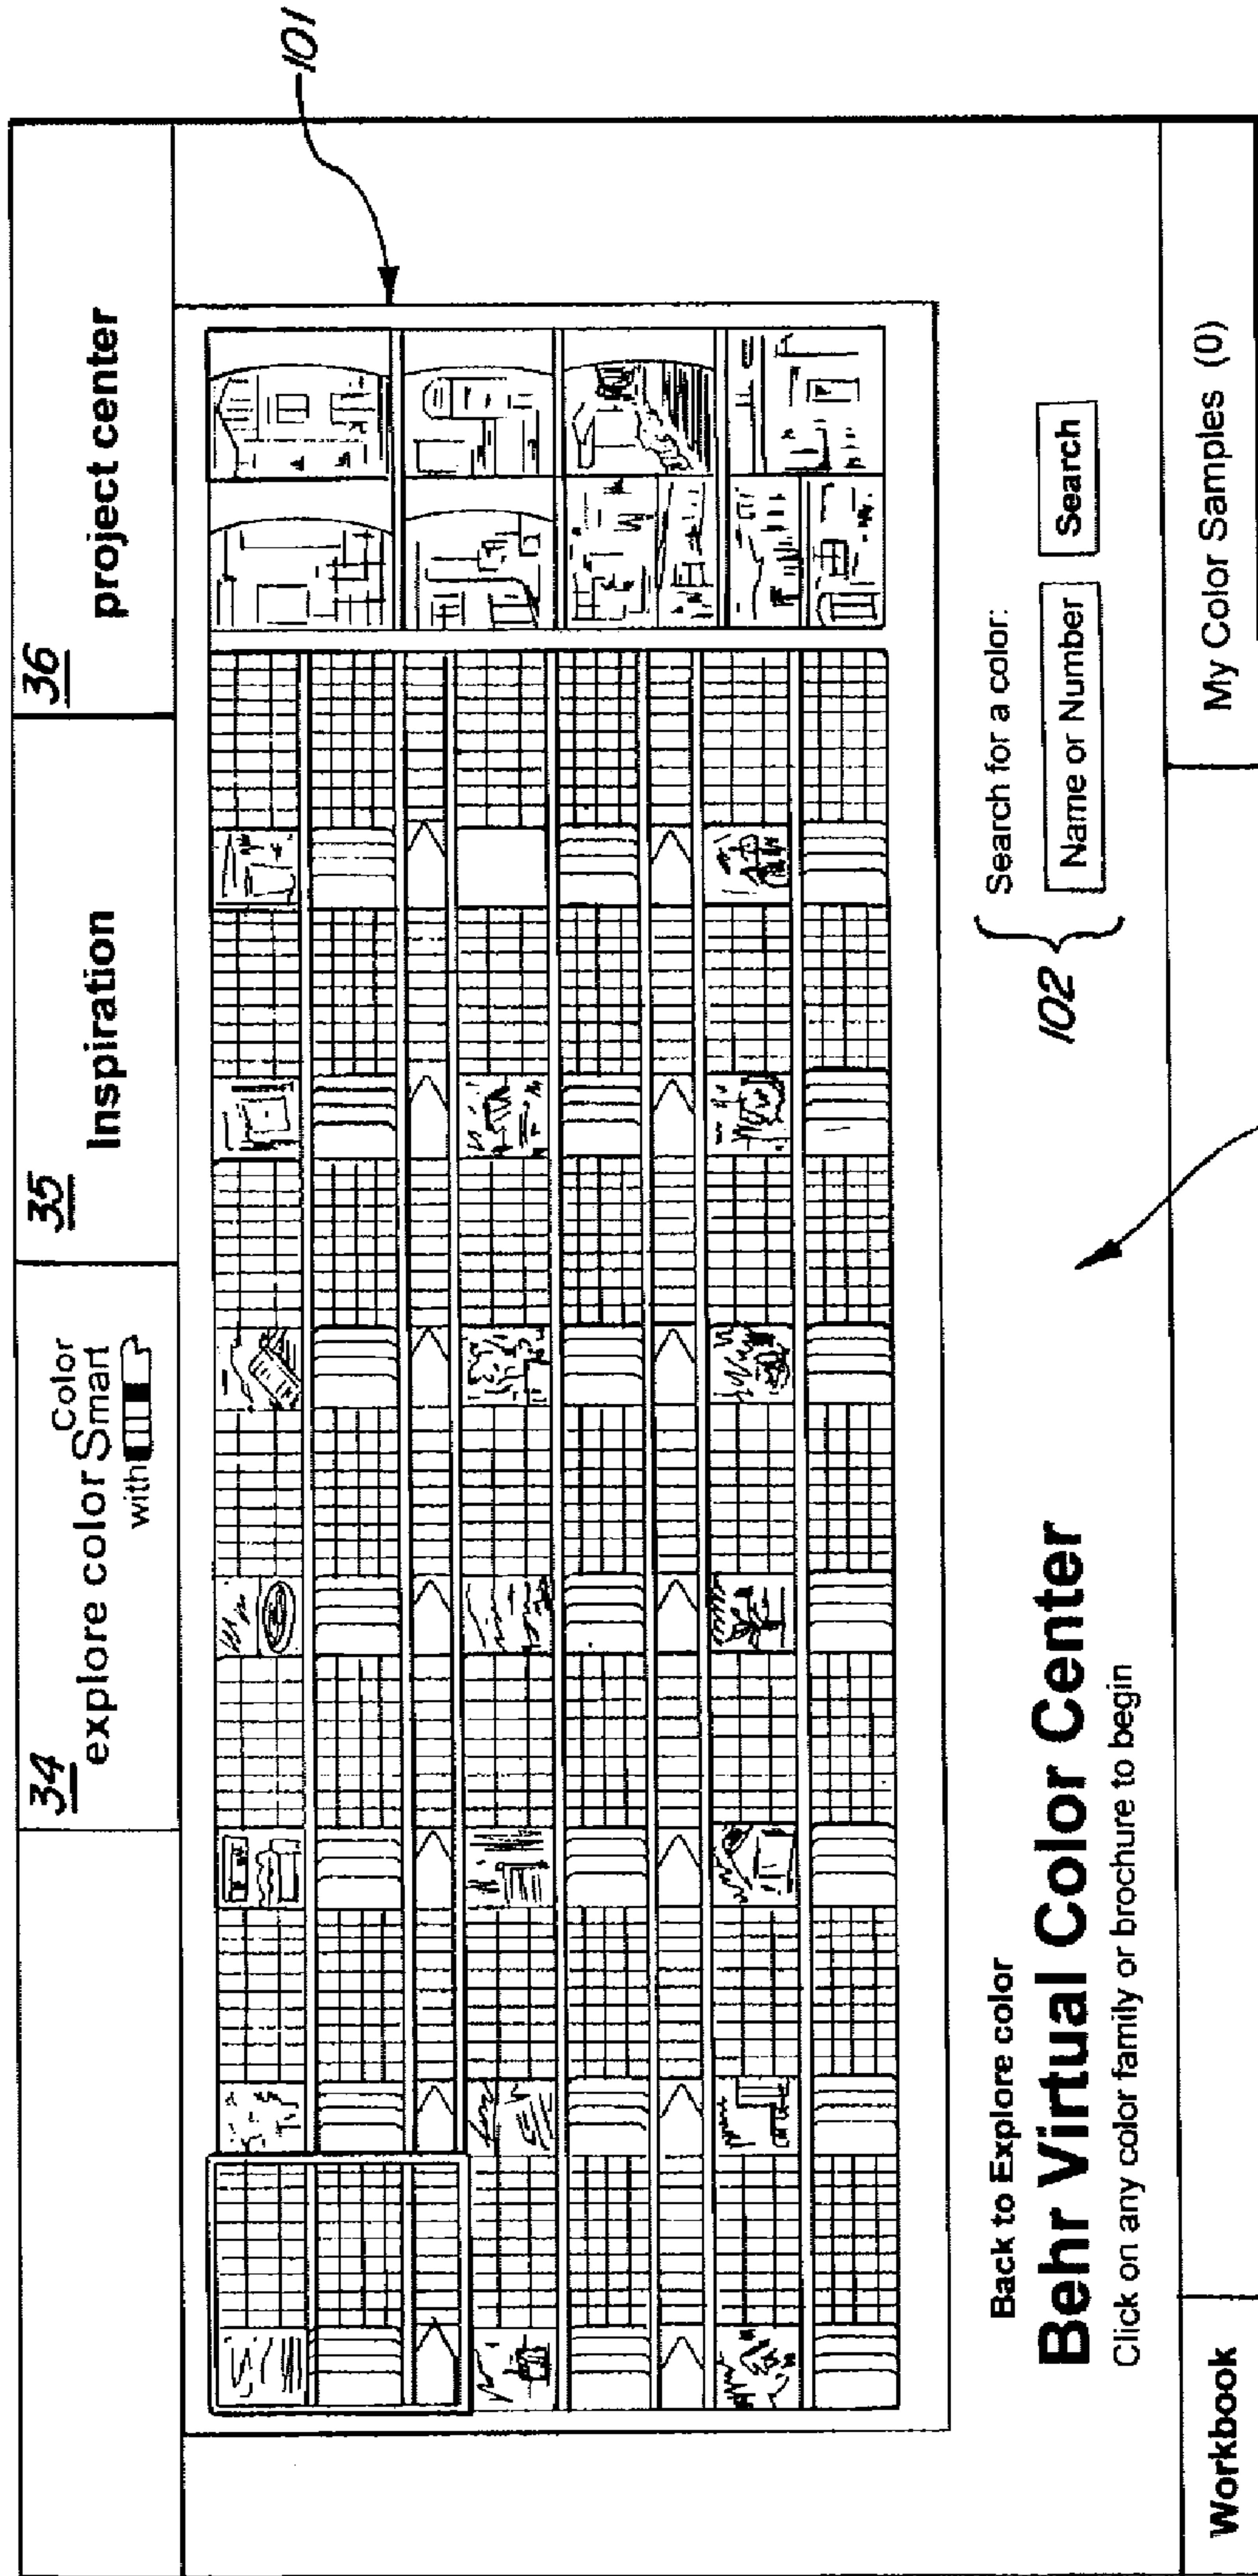 34
explore color Color
Smart
with
35
Inspiration
36
project center
101
Back to Explore color
Behr Virtual Color Center
Click on any color family or brochure to begin
102
Search for a color:
Name or Number
Search
Workbook
My Color Samples (0)